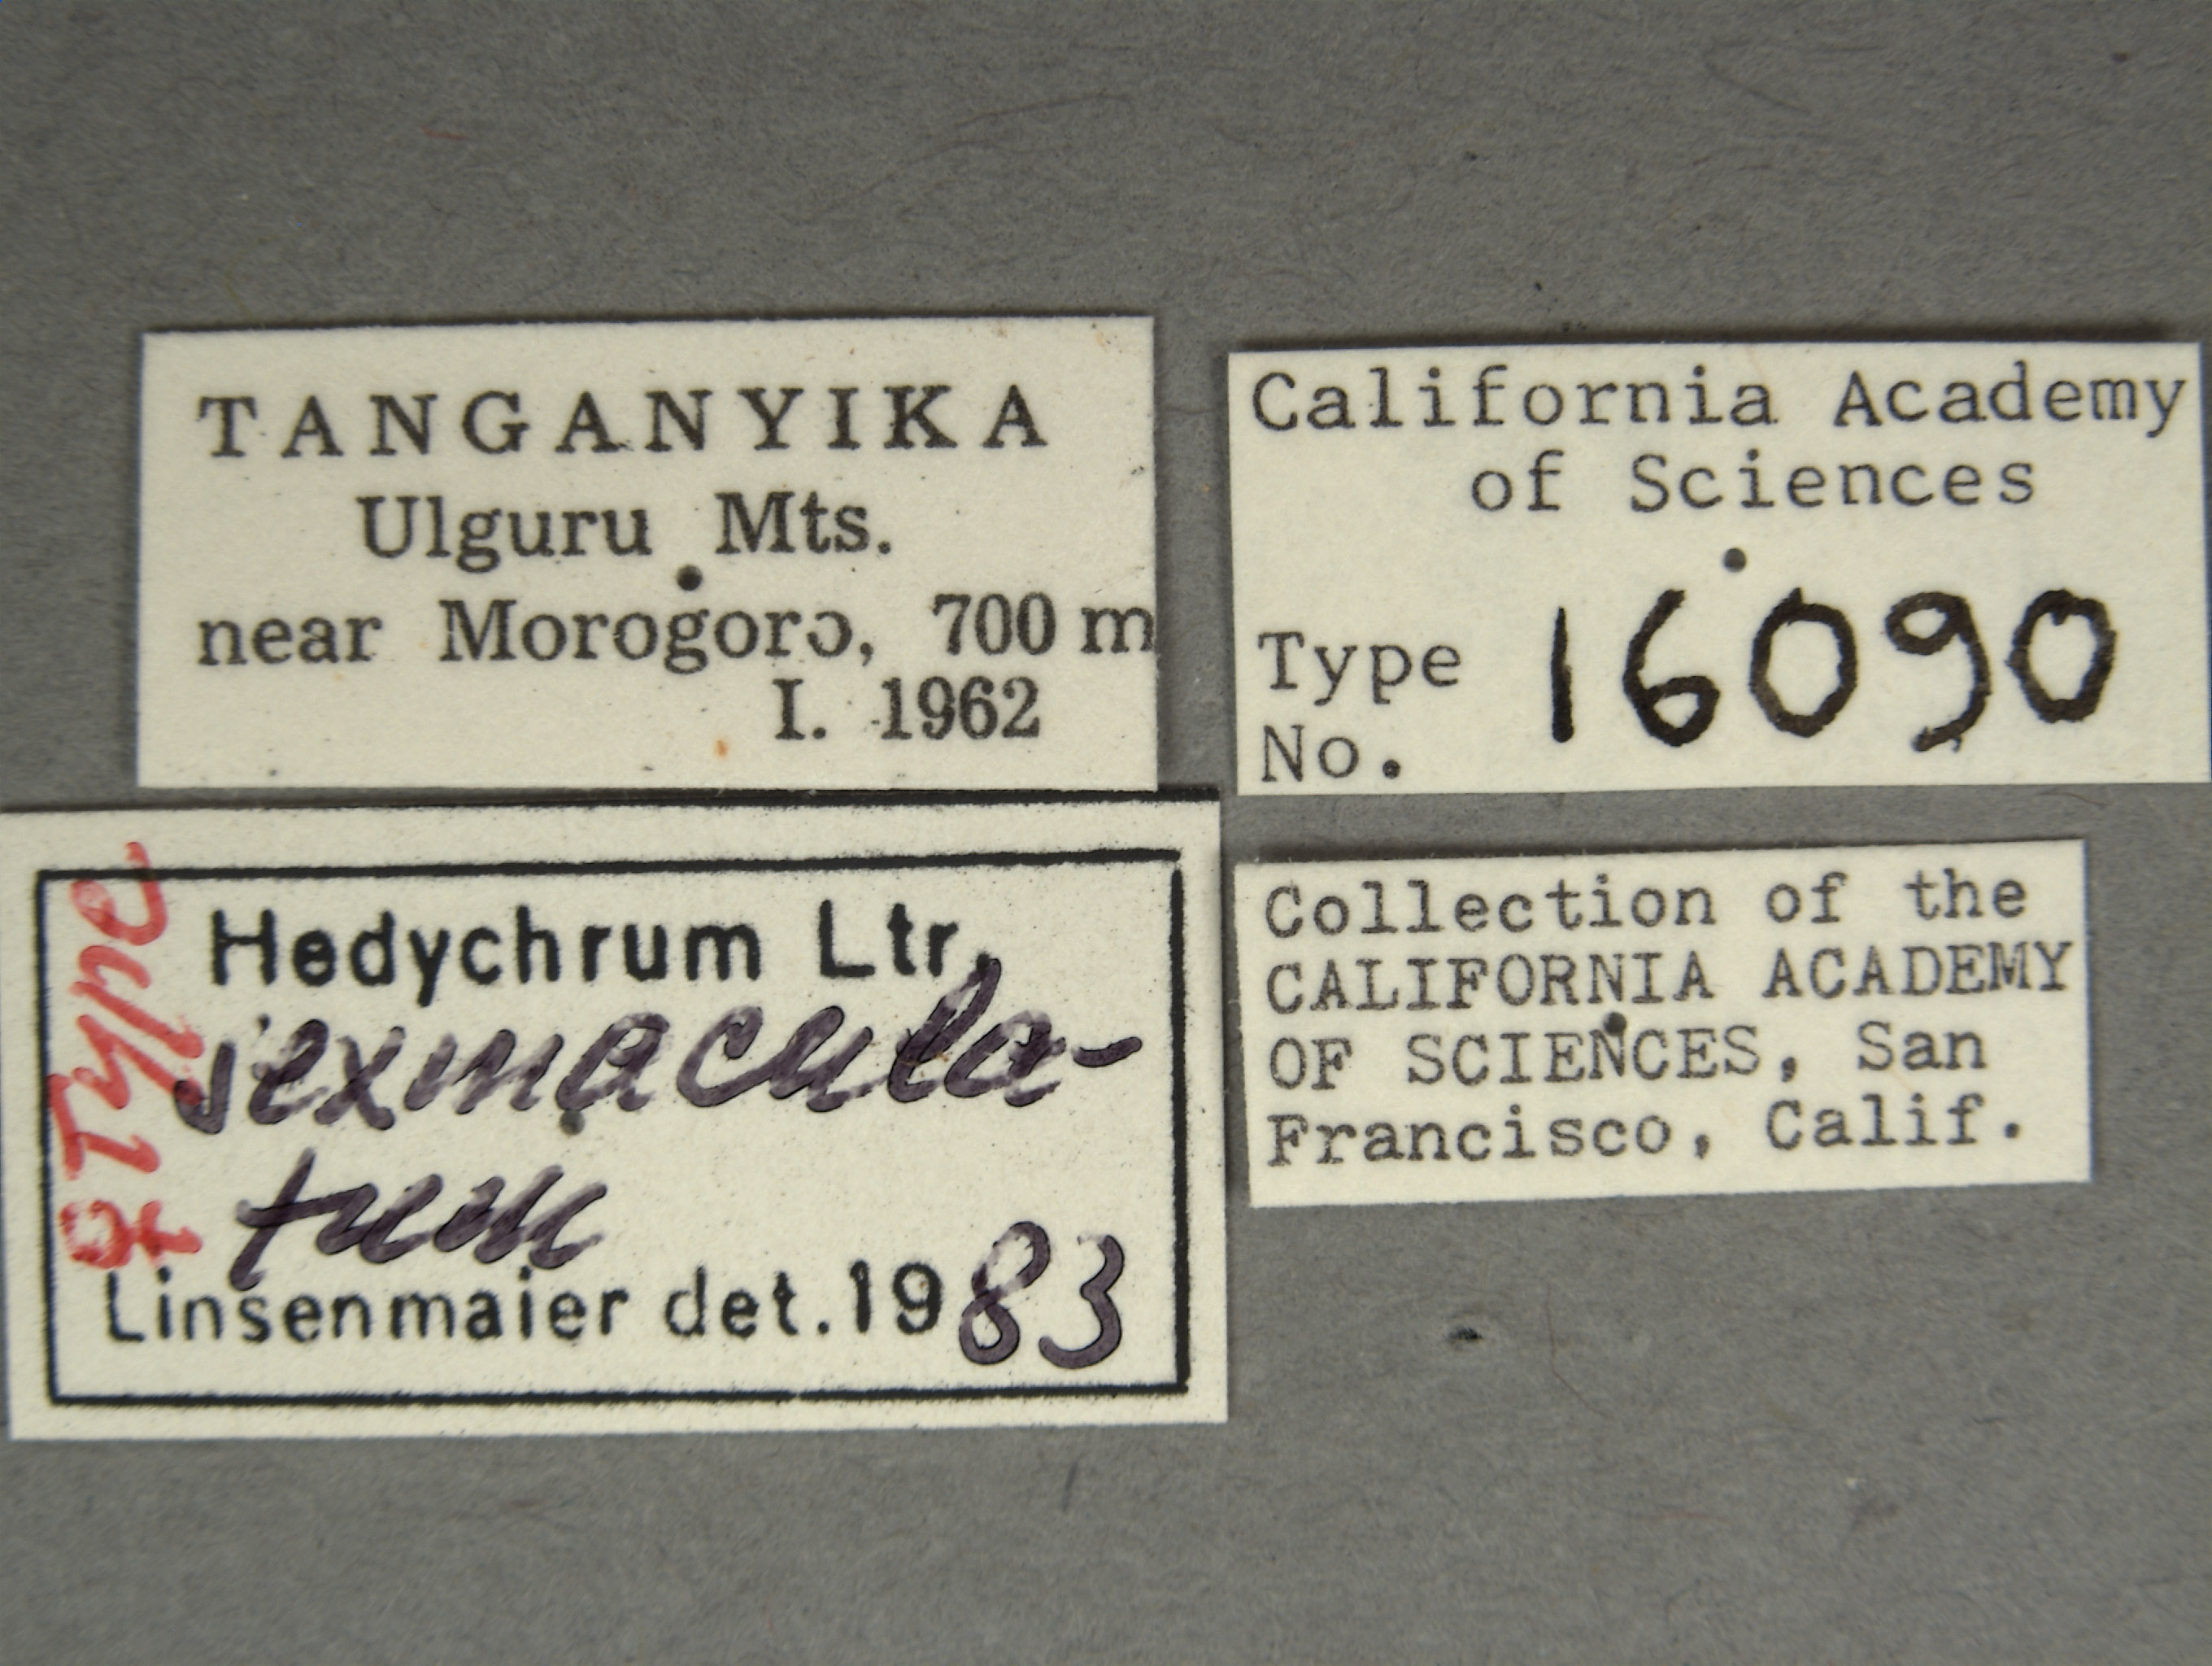 TANGANYIKA
Ulguru Mts.
near Morogoro, 700 m
I. 1962
California Academy
of Sciences
Type
No. 16090
♀ Type
Hedychrum Ltr.
sexmacula-
tum
Linsenmaier det. 1983
Collection of the
CALIFORNIA ACADEMY
OF SCIENCES, San
Francisco, Calif.